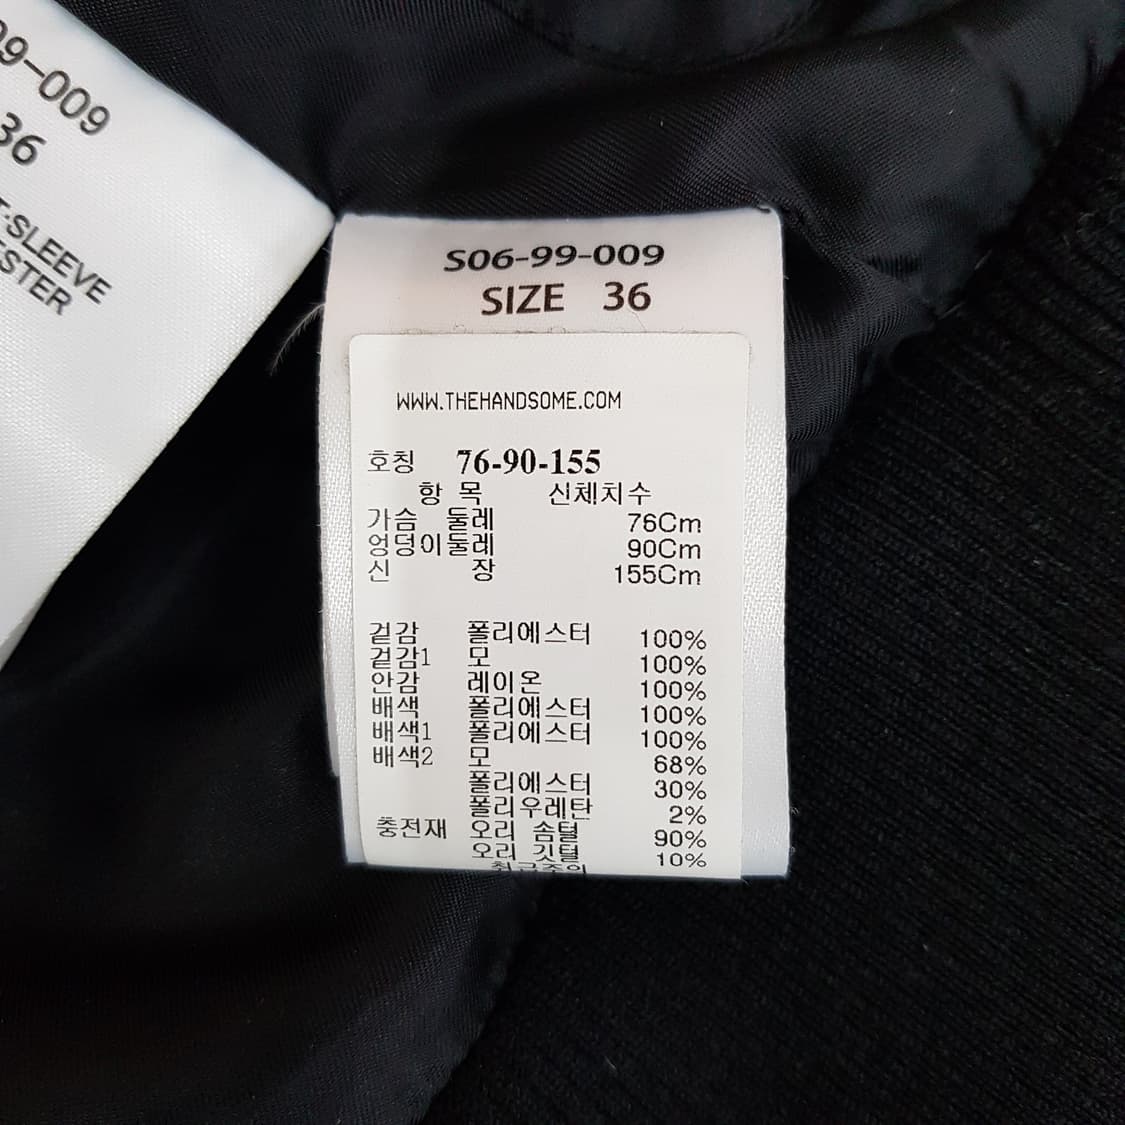 09-009
36
T-SLEEVE
ESTER
S06-99-009
SIZE 36
WWW.THEHANDSOME.COM
호칭 76-90-155
항 목 신체치수
가슴 둘레 76Cm
엉덩이둘레 90Cm
신 장 155Cm
겉감 폴리에스터 100%
겉감1 모 100%
안감 레이온 100%
배색 폴리에스터 100%
배색1 폴리에스터 100%
배색2 모 68%
폴리에스터 30%
폴리우레탄 2%
충전재 오리 솜털 90%
오리 깃털 10%
취급주의